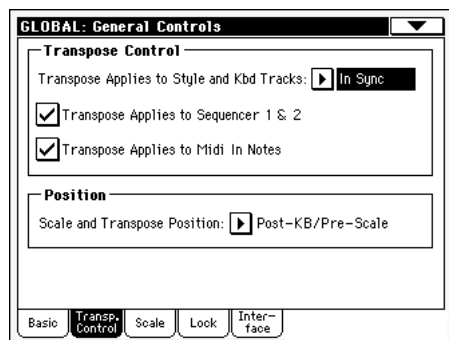 GLOBAL: General Controls
Transpose Control
Transpose Applies to Style and Kbd Tracks: In Sync
Transpose Applies to Sequencer 1 & 2
Transpose Applies to Midi In Notes
Position
Scale and Transpose Position: Post-KB/Pre-Scale
Basic
Transp.
Control
Scale
Lock
Inter-
face